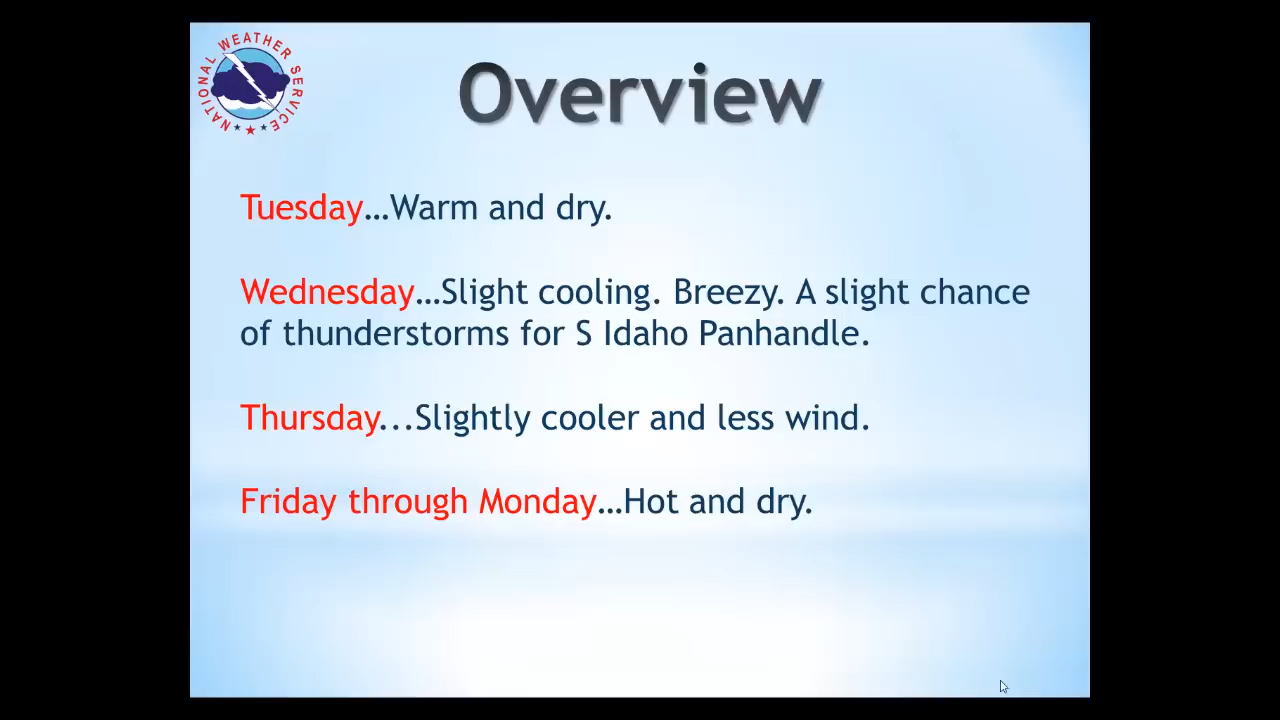 NATIONAL WEATHER SERVICE
Overview
Tuesday…Warm and dry.
Wednesday…Slight cooling. Breezy. A slight chance
of thunderstorms for S Idaho Panhandle.
Thursday...Slightly cooler and less wind.
Friday through Monday…Hot and dry.